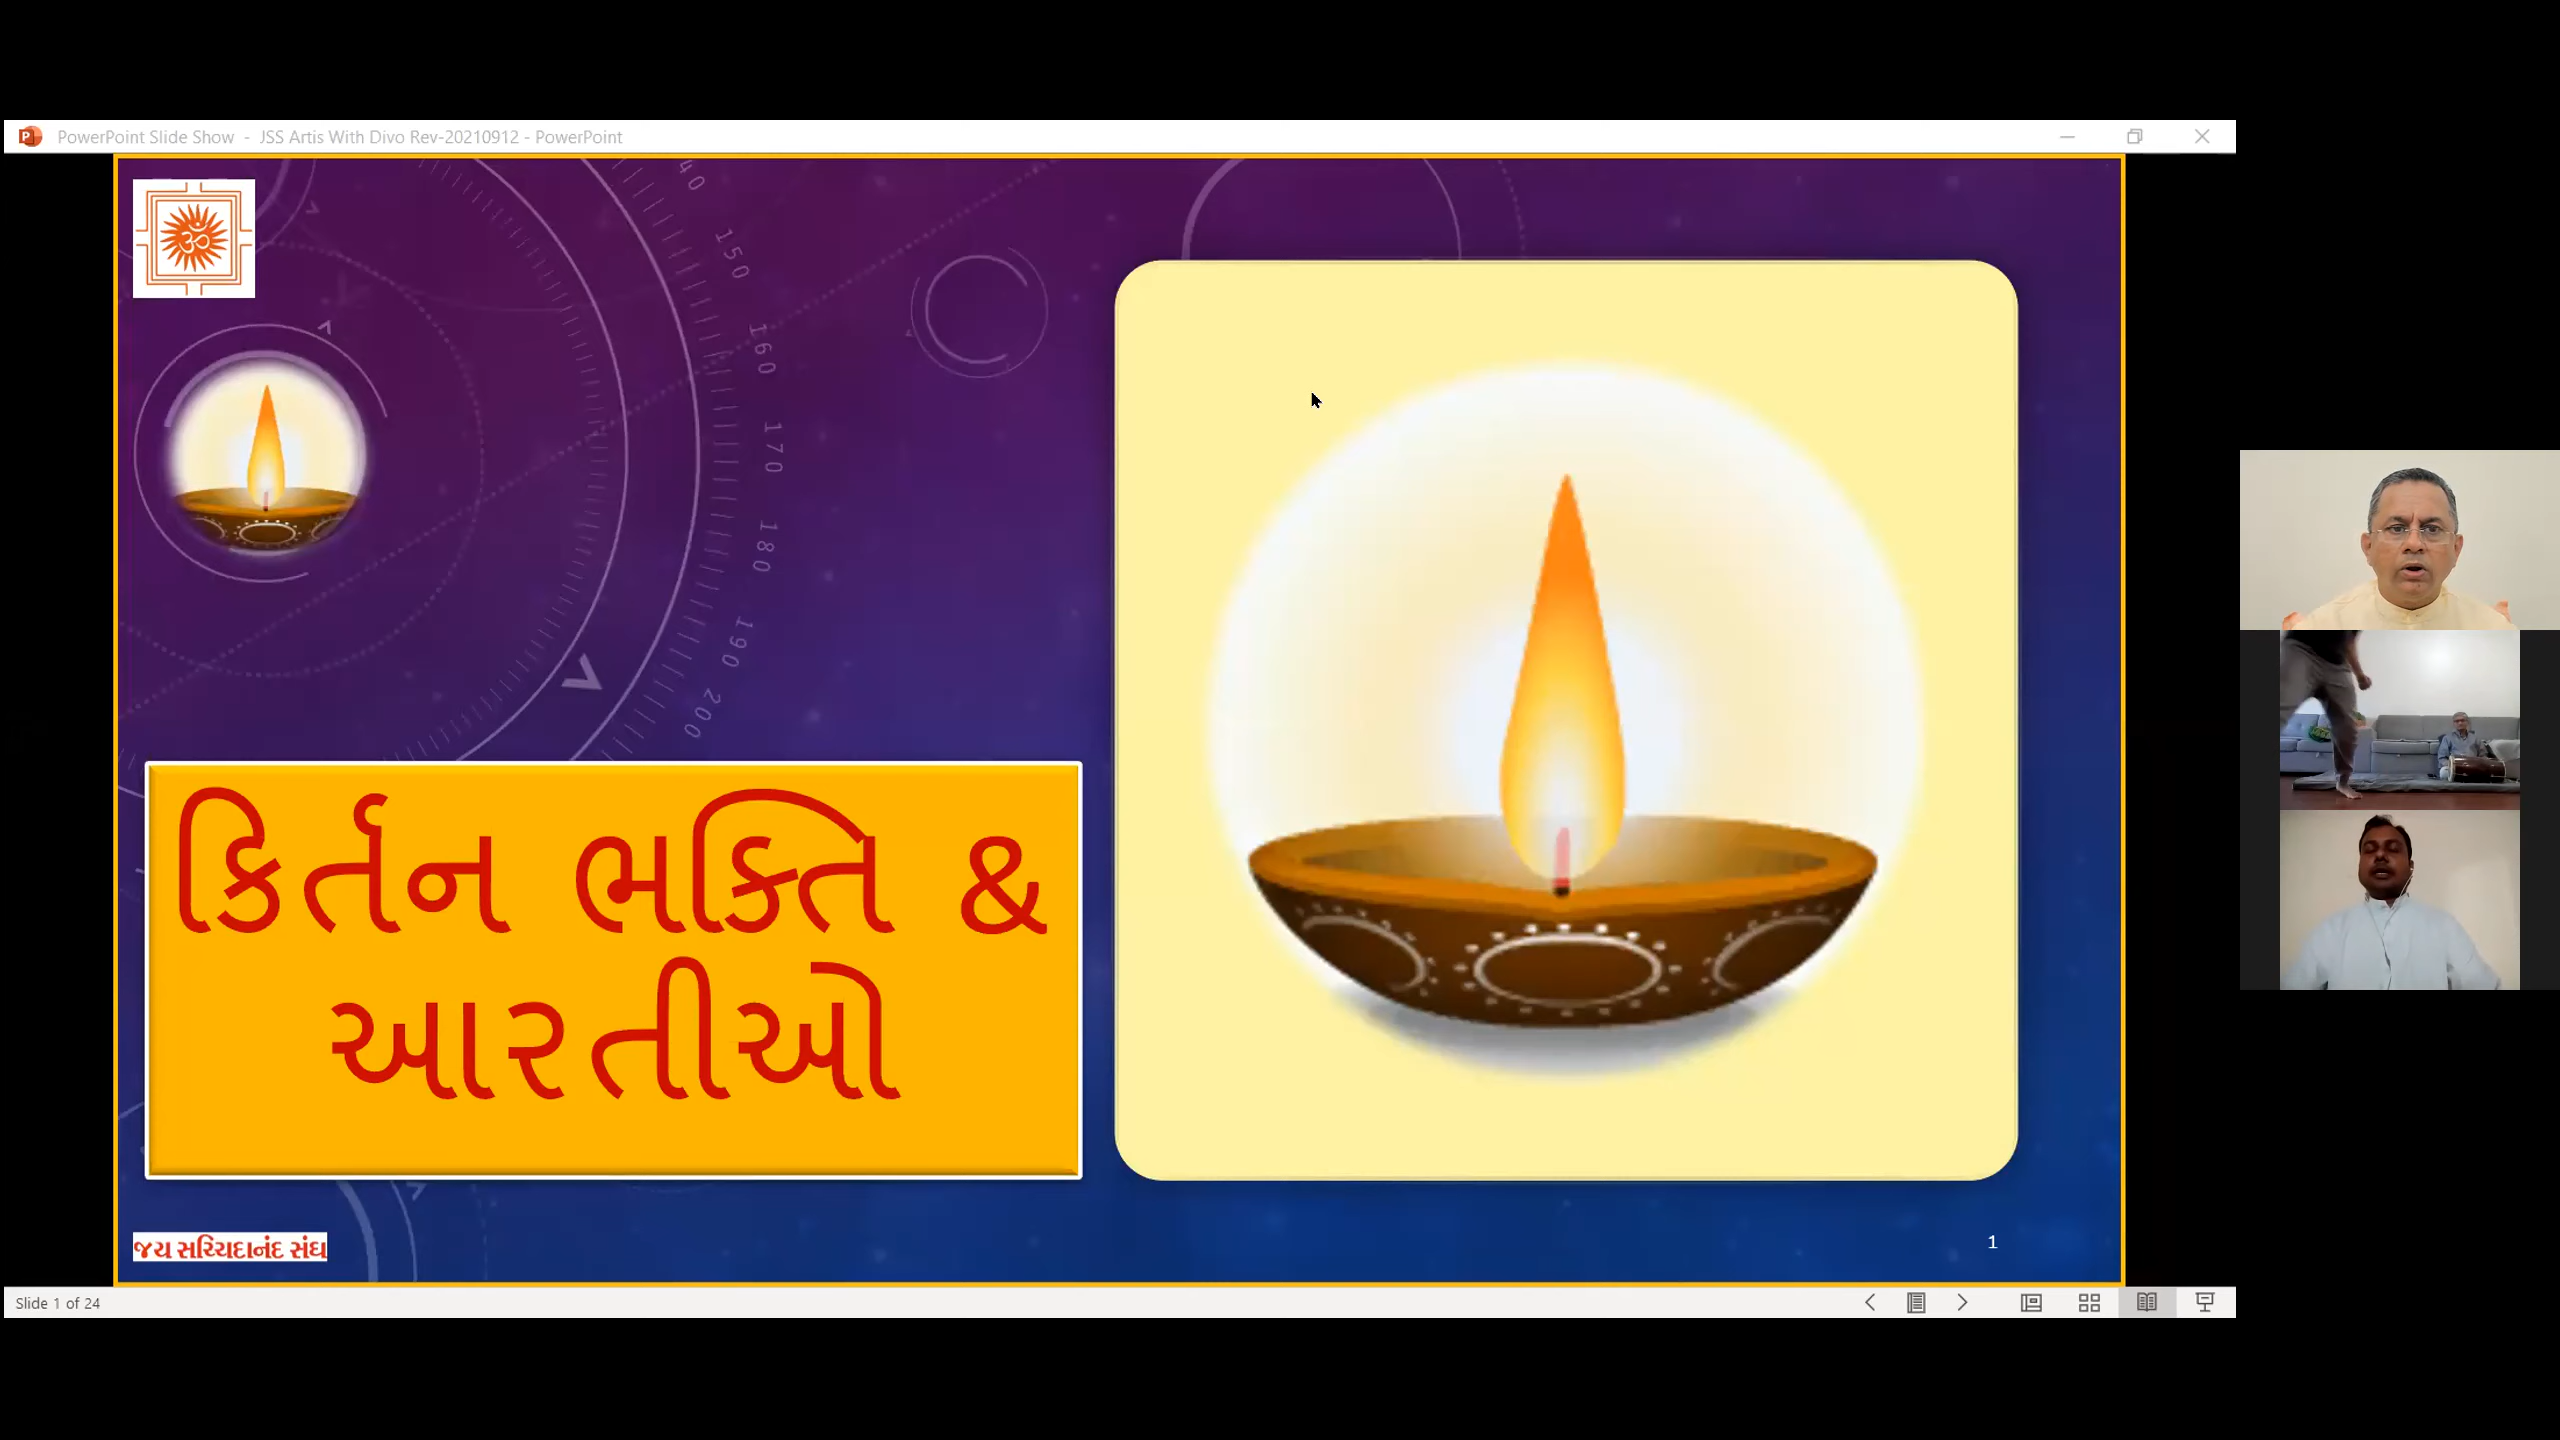 PowerPoint Slide Show - JSS Artis With Divo Rev-20210912 - PowerPoint
40 150 160 170 180 190 200
કિર્તન ભક્તિ &
આરતીઓ
જય સચ્ચિદાનંદ સંઘ
1
Slide 1 of 24